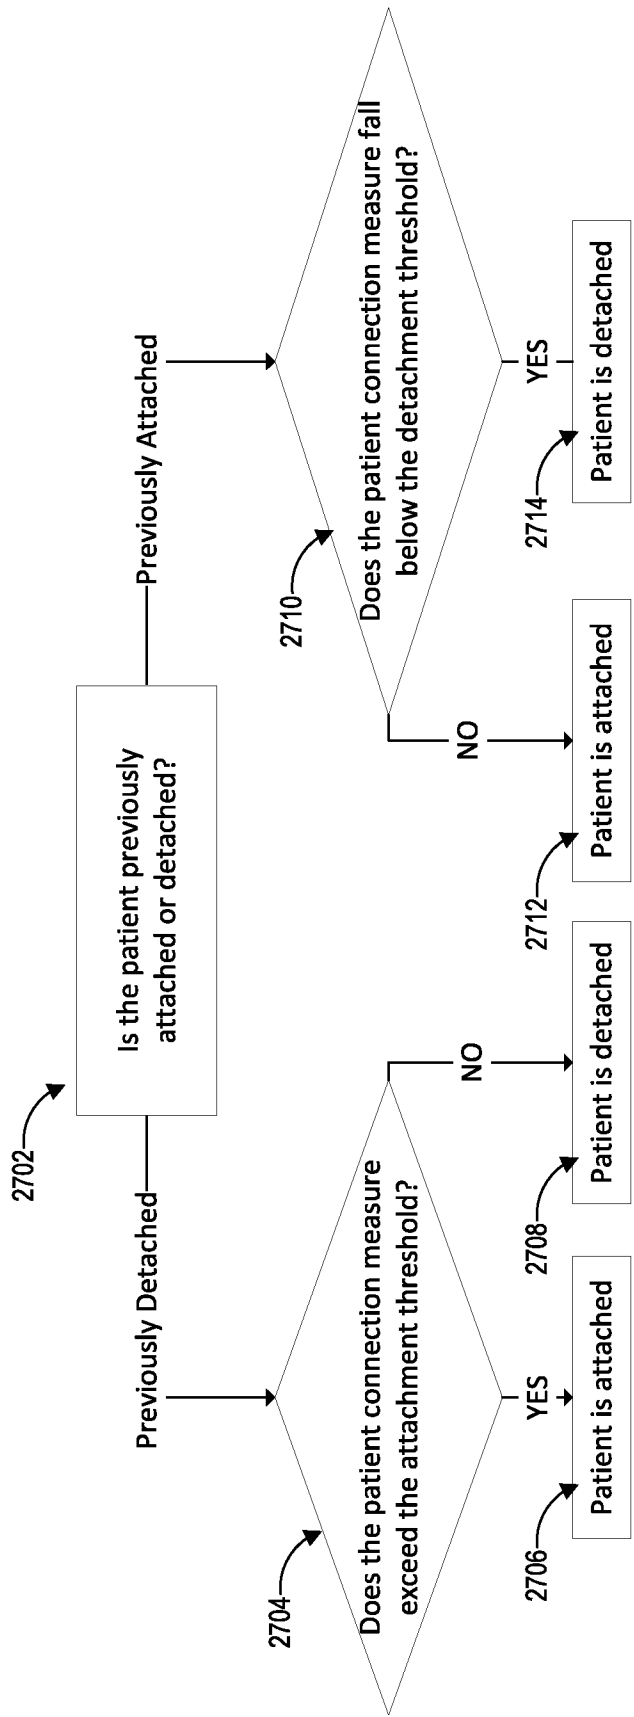 2702
Is the patient previously
attached or detached?
Previously Detached
Previously Attached
2704
Does the patient connection measure
exceed the attachment threshold?
2710
Does the patient connection measure fall
below the detachment threshold?
YES
NO
NO
YES
2706
Patient is attached
2708
Patient is detached
2712
Patient is attached
2714
Patient is detached